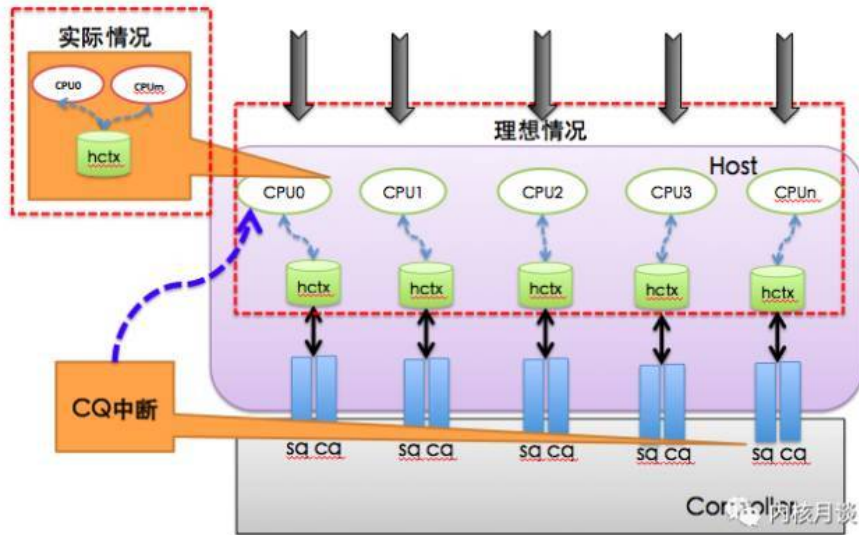 实际情况
CPU0 CPUm
hctx
理想情况
Host
CPU0 CPU1 CPU2 CPU3 CPUn
hctx hctx hctx hctx hctx
CQ中断
sq cq sq cq sq cq sq cq sq cq
Controller
内核月谈